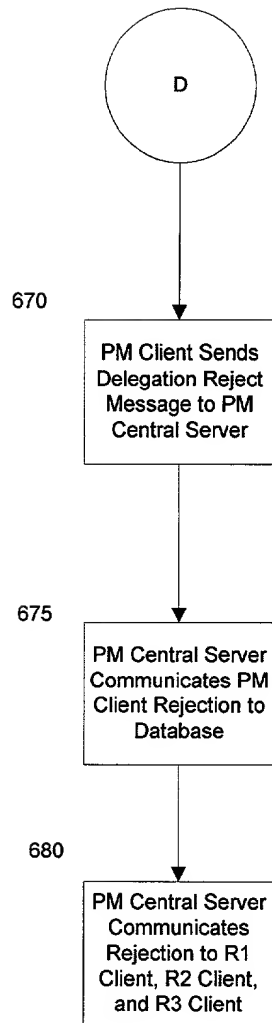 D
670
PM Client Sends
Delegation Reject
Message to PM
Central Server
675
PM Central Server
Communicates PM
Client Rejection to
Database
680
PM Central Server
Communicates
Rejection to R1
Client, R2 Client,
and R3 Client